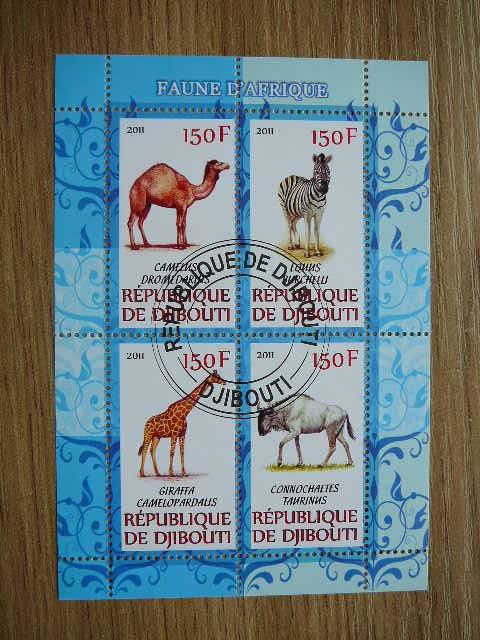 FAUNE D'AFRIQUE
2011 150F
CAMELUS
DROMEDARIUS
RÉPUBLIQUE
DE DJIBOUTI
2011 150F
EQUUS
BURCHELLI
RÉPUBLIQUE
DE DJIBOUTI
RÉPUBLIQUE DE DJIBOUTI
DJIBOUTI
2011 150F
GIRAFFA
CAMELOPARDALIS
RÉPUBLIQUE
DE DJIBOUTI
2011 150F
CONNOCHAETES
TAURINUS
RÉPUBLIQUE
DE DJIBOUTI